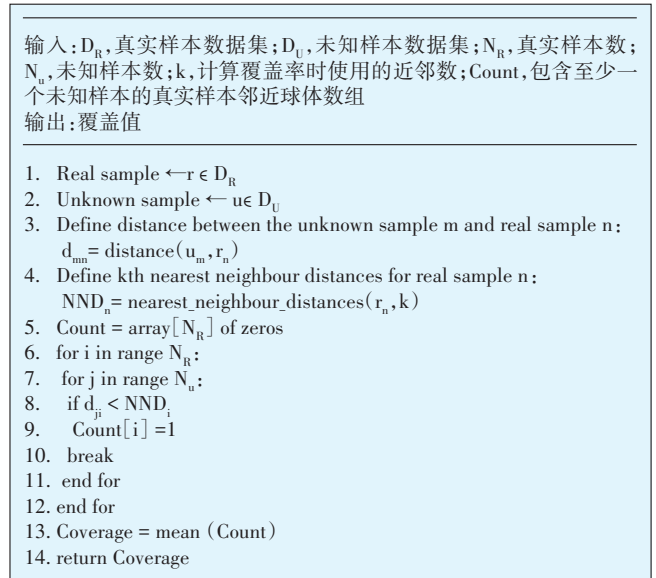 输入:D_R,真实样本数据集;D_U,未知样本数据集;N_R,真实样本数;
N_u,未知样本数;k,计算覆盖率时使用的近邻数;Count,包含至少一
个未知样本的真实样本邻近球体数组
输出:覆盖值
1. Real sample ←r ∈ D_R
2. Unknown sample ← u∈ D_U
3. Define distance between the unknown sample m and real sample n:
d_mn= distance(u_m,r_n)
4. Define kth nearest neighbour distances for real sample n:
NND_n= nearest_neighbour_distances(r_n,k)
5. Count = array[N_R] of zeros
6. for i in range N_R:
7. for j in range N_u:
8. if d_ji < NND_i
9. Count[i] =1
10. break
11. end for
12. end for
13. Coverage = mean (Count)
14. return Coverage